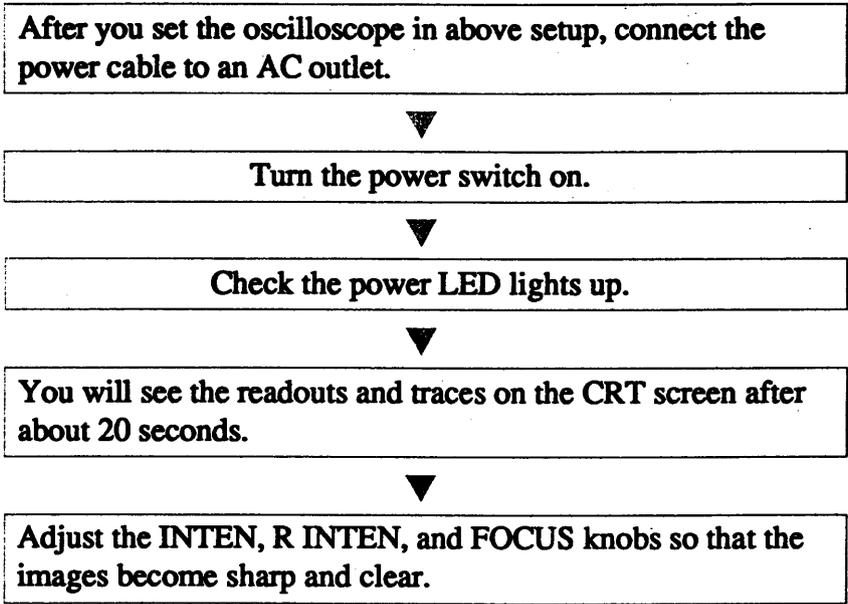 After you set the oscilloscope in above setup, connect the
power cable to an AC outlet.
Turn the power switch on.
Check the power LED lights up.
You will see the readouts and traces on the CRT screen after
about 20 seconds.
Adjust the INTEN, R INTEN, and FOCUS knobs so that the
images become sharp and clear.